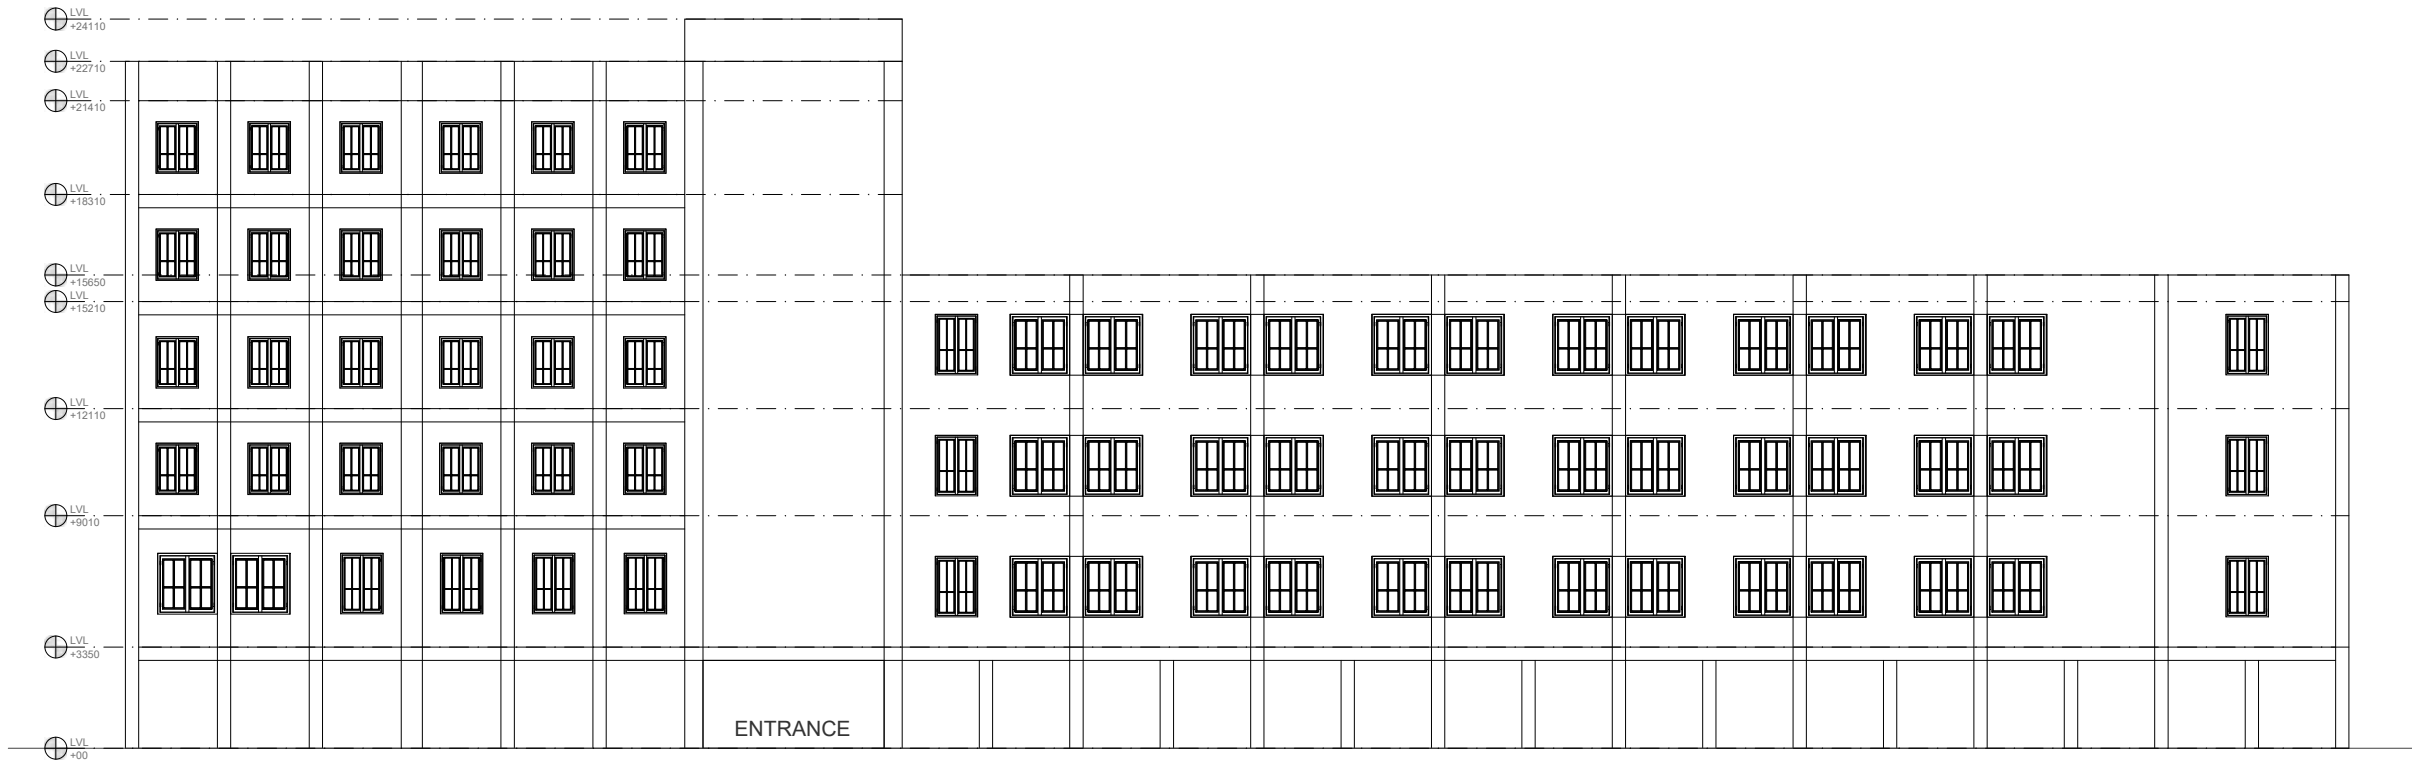 LVL
+24110
LVL
+22710
LVL
+21410
LVL
+18310
LVL
+15650
LVL
+15210
LVL
+12110
LVL
+9010
LVL
+3350
ENTRANCE
LVL
+00